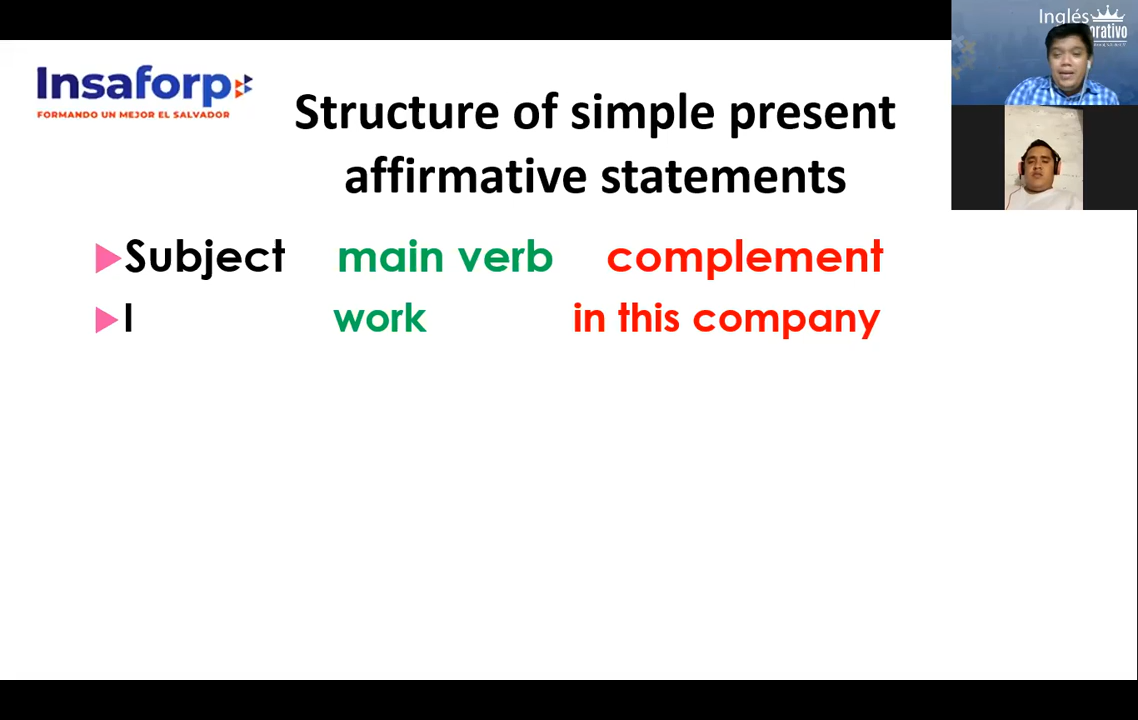 Insaforp
FORMANDO UN MEJOR EL SALVADOR
Structure of simple present
affirmative statements
Subject main verb complement
I work in this company
Inglés